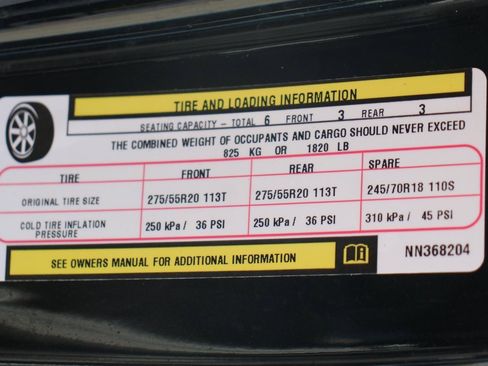 TIRE AND LOADING INFORMATION
SEATING CAPACITY - TOTAL 6 FRONT 3 REAR 3
THE COMBINED WEIGHT OF OCCUPANTS AND CARGO SHOULD NEVER EXCEED
825 KG OR 1820 LB
TIRE FRONT REAR SPARE
ORIGINAL TIRE SIZE 275/55R20 113T 275/55R20 113T 245/70R18 110S
COLD TIRE INFLATION PRESSURE 250 kPa / 36 PSI 250 kPa / 36 PSI 310 kPa / 45 PSI
SEE OWNERS MANUAL FOR ADDITIONAL INFORMATION
NN368204